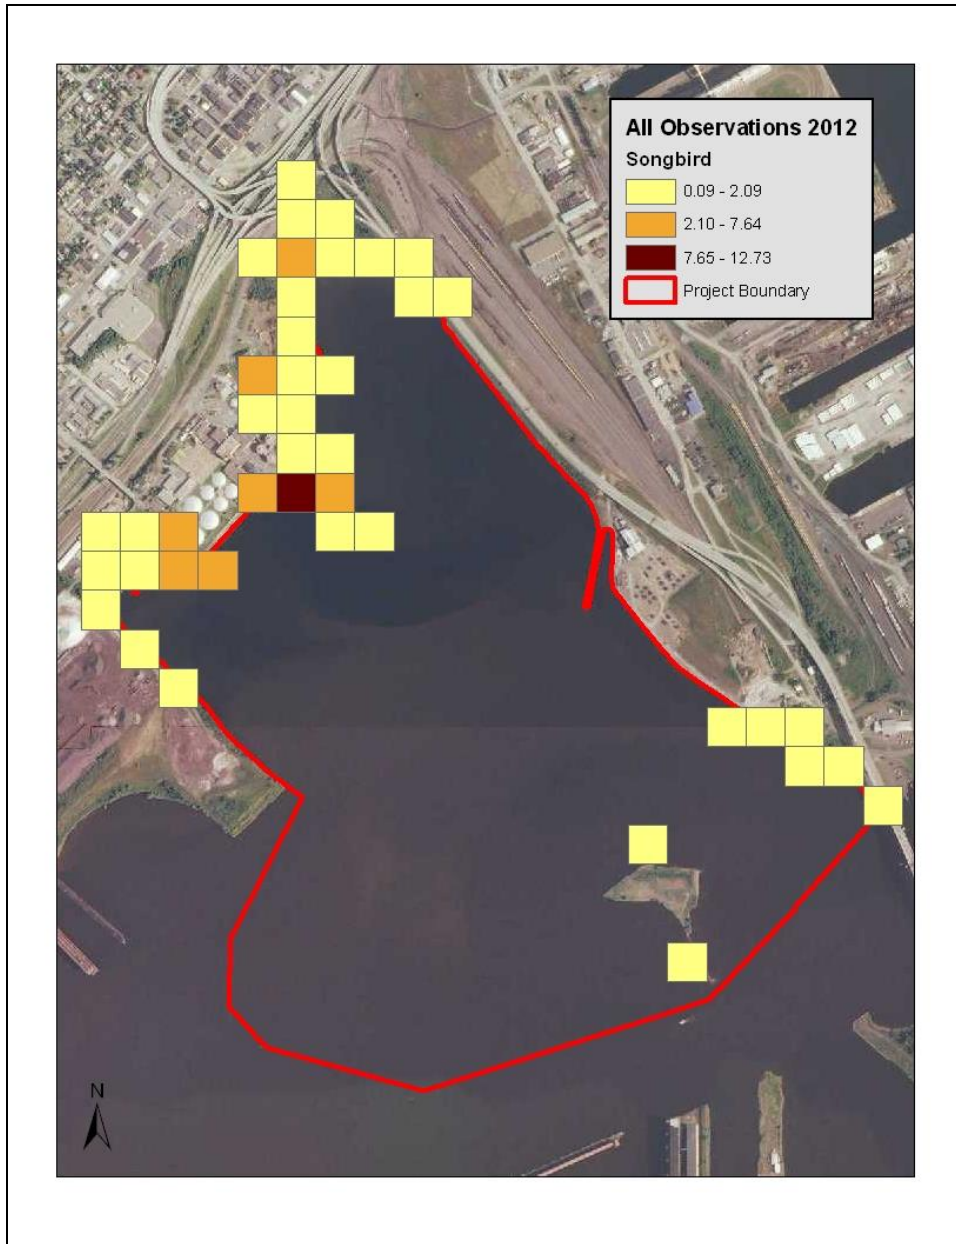 All Observations 2012
Songbird
0.09 - 2.09
2.10 - 7.64
7.65 - 12.73
Project Boundary
N